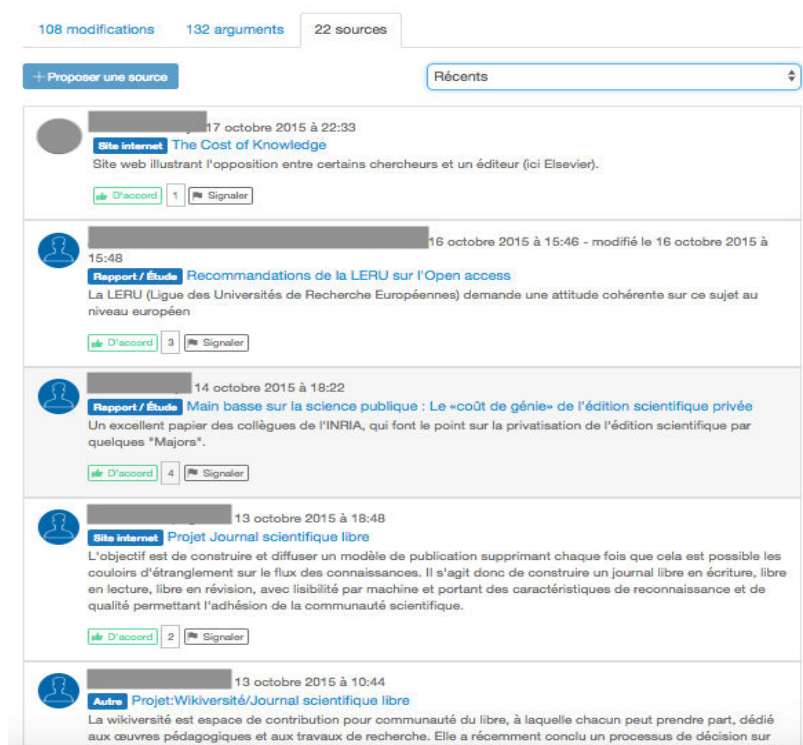 108 modifications 132 arguments 22 sources
+ Proposer une source Récents
17 octobre 2015 à 22:33
Site internet The Cost of Knowledge
Site web illustrant l'opposition entre certains chercheurs et un éditeur (ici Elsevier).
D'accord 1 Signaler
16 octobre 2015 à 15:46 - modifié le 16 octobre 2015 à
15:48
Rapport / Étude Recommandations de la LERU sur l'Open access
La LERU (Ligue des Universités de Recherche Européennes) demande une attitude cohérente sur ce sujet au
niveau européen
D'accord 3 Signaler
14 octobre 2015 à 18:22
Rapport / Étude Main basse sur la science publique : Le «coût de génie» de l'édition scientifique privée
Un excellent papier des collègues de l'INRIA, qui font le point sur la privatisation de l'édition scientifique par
quelques "Majors".
D'accord 4 Signaler
13 octobre 2015 à 18:48
Site internet Projet Journal scientifique libre
L'objectif est de construire et diffuser un modèle de publication supprimant chaque fois que cela est possible les
couloirs d'étranglement sur le flux des connaissances. Il s'agit donc de construire un journal libre en écriture, libre
en lecture, libre en révision, avec lisibilité par machine et portant des caractéristiques de reconnaissance et de
qualité permettant l'adhésion de la communauté scientifique.
D'accord 2 Signaler
13 octobre 2015 à 10:44
Autre Projet:Wikiversité/Journal scientifique libre
La wikiversité est espace de contribution pour communauté du libre, à laquelle chacun peut prendre part, dédié
aux œuvres pédagogiques et aux travaux de recherche. Elle a récemment conclu un processus de décision sur